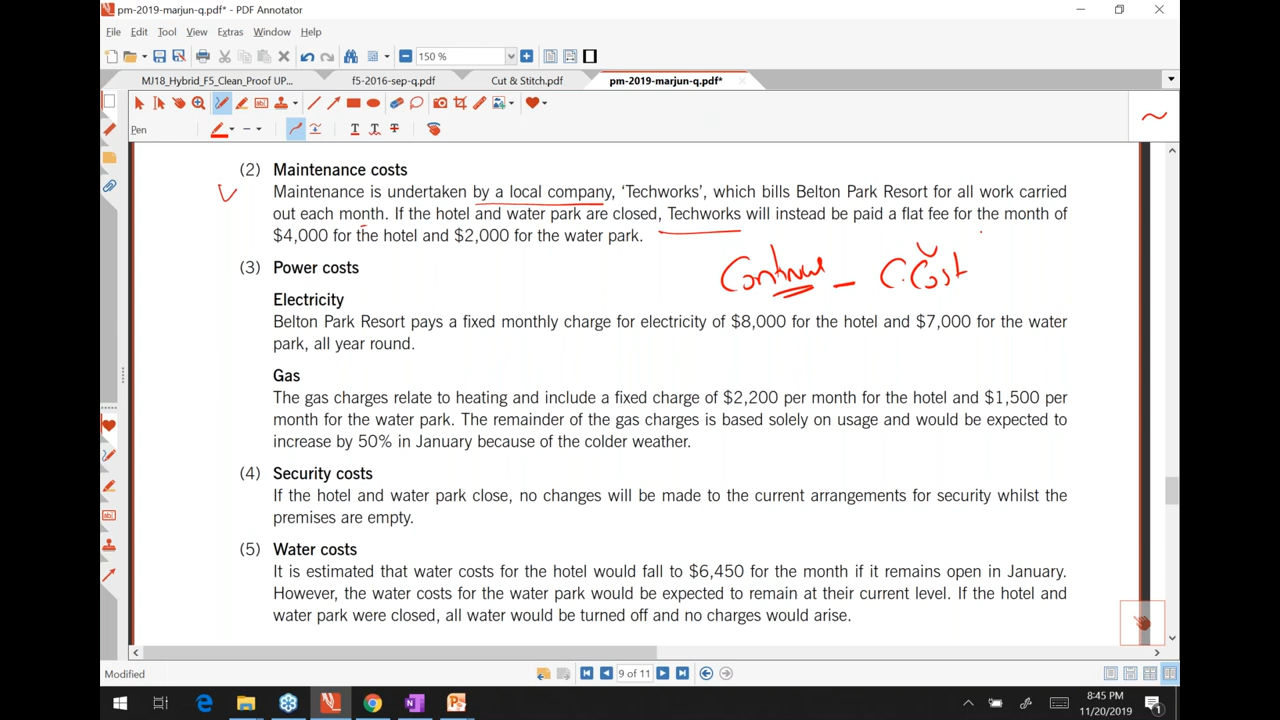 pm-2019-marjun-q.pdf* - PDF Annotator
File Edit Tool View Extras Window Help
150 %
MJ18_Hybrid_F5_Clean_Proof UP... f5-2016-sep-q.pdf Cut & Stitch.pdf pm-2019-marjun-q.pdf*
Pen
(2) Maintenance costs
Maintenance is undertaken by a local company, ‘Techworks’, which bills Belton Park Resort for all work carried
out each month. If the hotel and water park are closed, Techworks will instead be paid a flat fee for the month of
$4,000 for the hotel and $2,000 for the water park.
Continue – C.Cost
(3) Power costs
Electricity
Belton Park Resort pays a fixed monthly charge for electricity of $8,000 for the hotel and $7,000 for the water
park, all year round.
Gas
The gas charges relate to heating and include a fixed charge of $2,200 per month for the hotel and $1,500 per
month for the water park. The remainder of the gas charges is based solely on usage and would be expected to
increase by 50% in January because of the colder weather.
(4) Security costs
If the hotel and water park close, no changes will be made to the current arrangements for security whilst the
premises are empty.
(5) Water costs
It is estimated that water costs for the hotel would fall to $6,450 for the month if it remains open in January.
However, the water costs for the water park would be expected to remain at their current level. If the hotel and
water park were closed, all water would be turned off and no charges would arise.
Modified
9 of 11
8:45 PM
11/20/2019